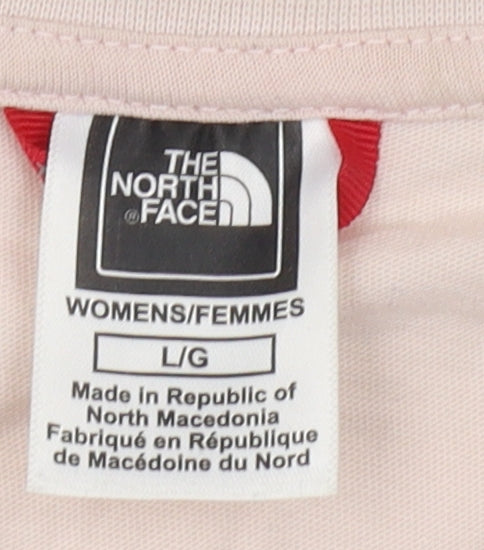 THE
NORTH
® FACE
WOMENS/FEMMES
L/G
Made in Republic of
North Macedonia
Fabriqué en République
de Macédoine du Nord